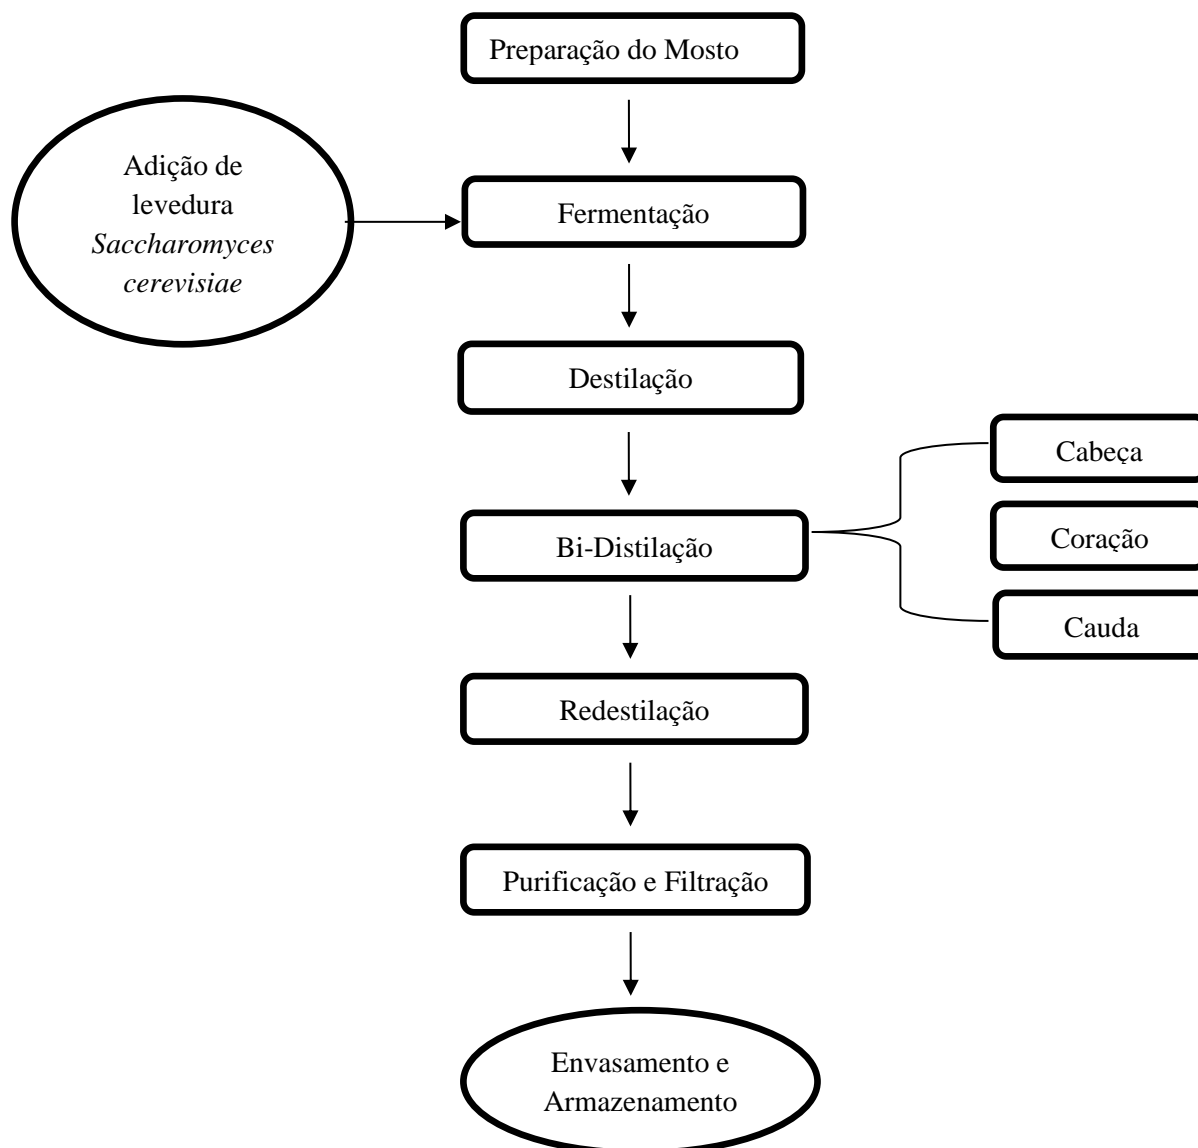 Preparação do Mosto
Adição de
levedura
Saccharomyces
cerevisiae
Fermentação
Destilação
Bi-Distilação
Cabeça
Coração
Cauda
Redestilação
Purificação e Filtração
Envasamento e
Armazenamento